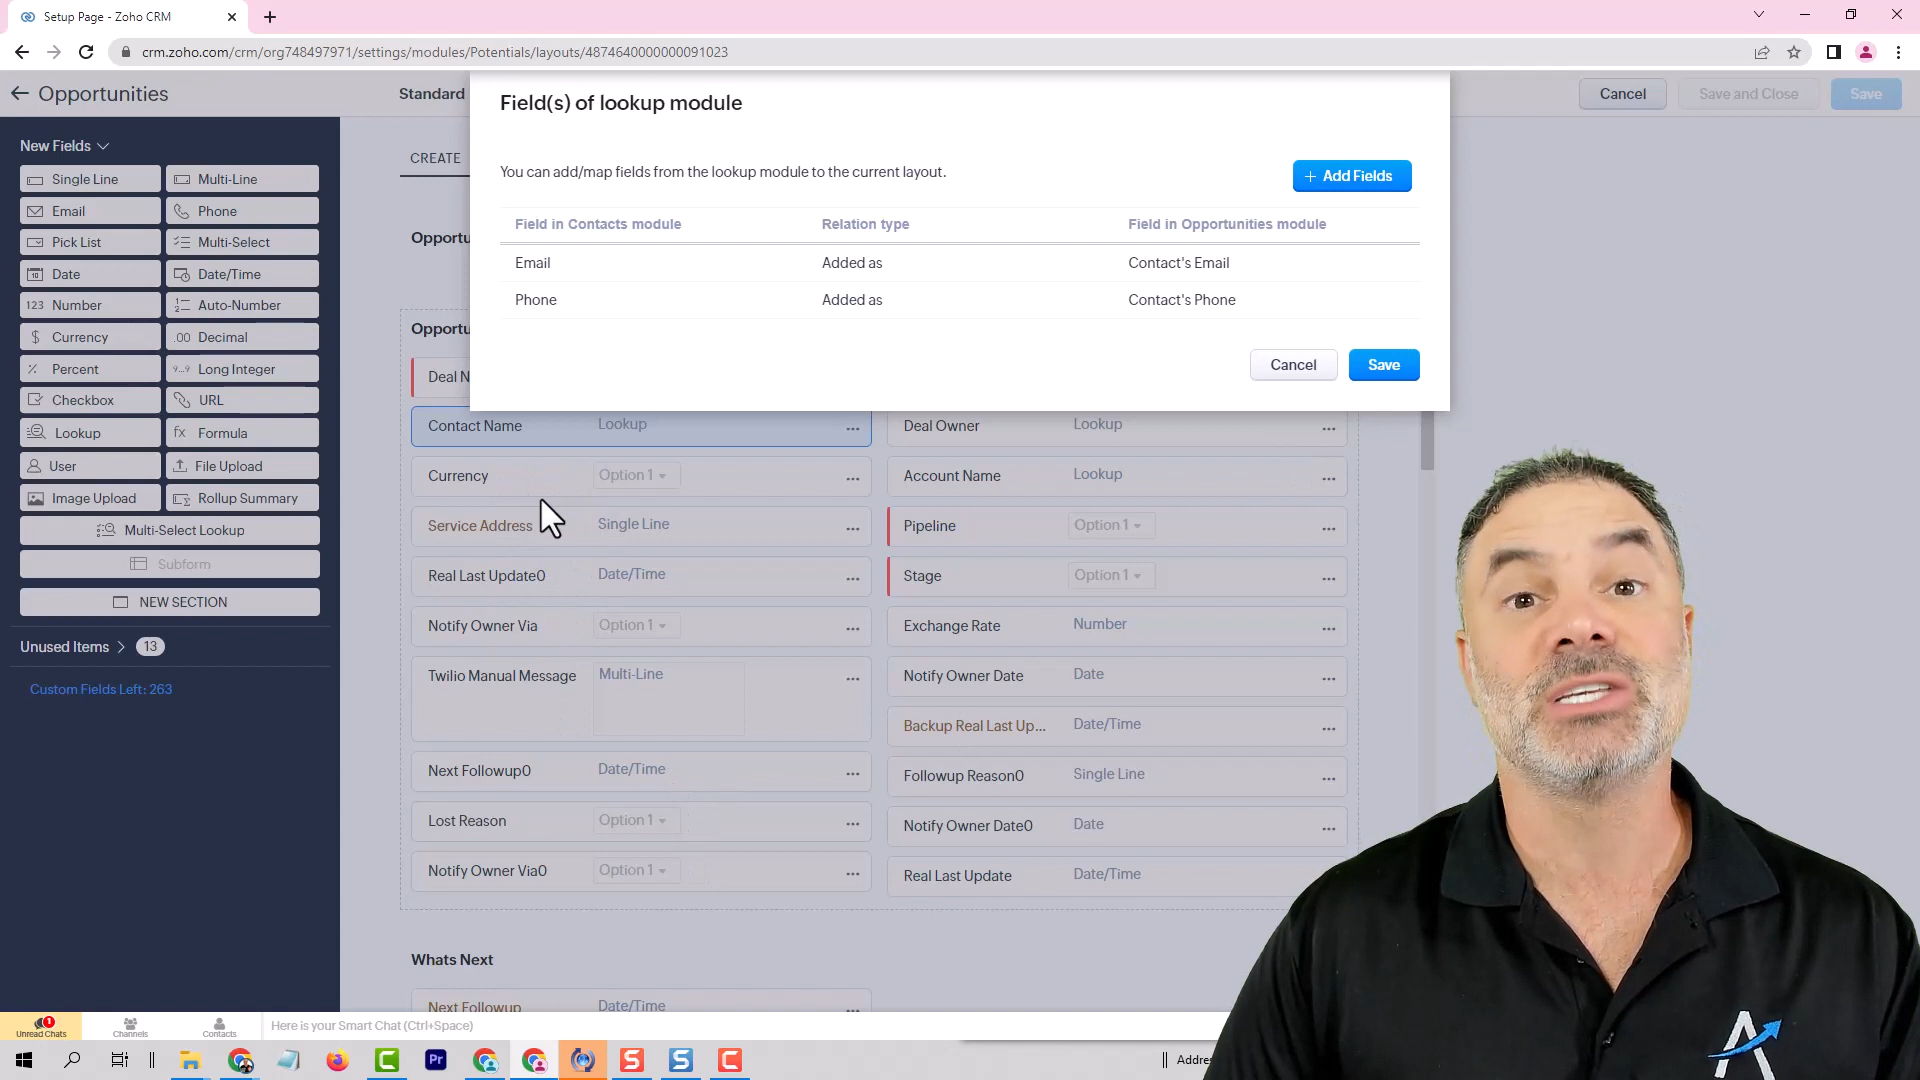 Setup Page - Zoho CRM
crm.zoho.com/crm/org748497971/settings/modules/Potentials/layouts/4874640000000091023
Opportunities
Standard
Cancel
Save and Close
Save
New Fields
Single Line
Multi-Line
Email
Phone
Pick List
Multi-Select
Date
Date/Time
123 Number
Auto-Number
$ Currency
.00 Decimal
Percent
Long Integer
Checkbox
URL
Lookup
fx Formula
User
File Upload
Image Upload
Rollup Summary
Multi-Select Lookup
Subform
NEW SECTION
Unused Items 13
Custom Fields Left: 263
CREATE
Field(s) of lookup module
You can add/map fields from the lookup module to the current layout.
+ Add Fields
Field in Contacts module Relation type Field in Opportunities module
Email Added as Contact's Email
Phone Added as Contact's Phone
Cancel Save
Opportu
Opportu
Deal N
Contact Name Lookup
Deal Owner Lookup
Currency Option 1
Account Name Lookup
Service Address Single Line
Pipeline Option 1
Real Last Update0 Date/Time
Stage Option 1
Notify Owner Via Option 1
Exchange Rate Number
Twilio Manual Message Multi-Line
Notify Owner Date Date
Backup Real Last Up... Date/Time
Next Followup0 Date/Time
Followup Reason0 Single Line
Lost Reason Option 1
Notify Owner Date0 Date
Notify Owner Via0 Option 1
Real Last Update Date/Time
Whats Next
Next Followup Date/Time
1
Unread Chats
Channels
Contacts
Here is your Smart Chat (Ctrl+Space)
Pr
S
S
C
C
Addres